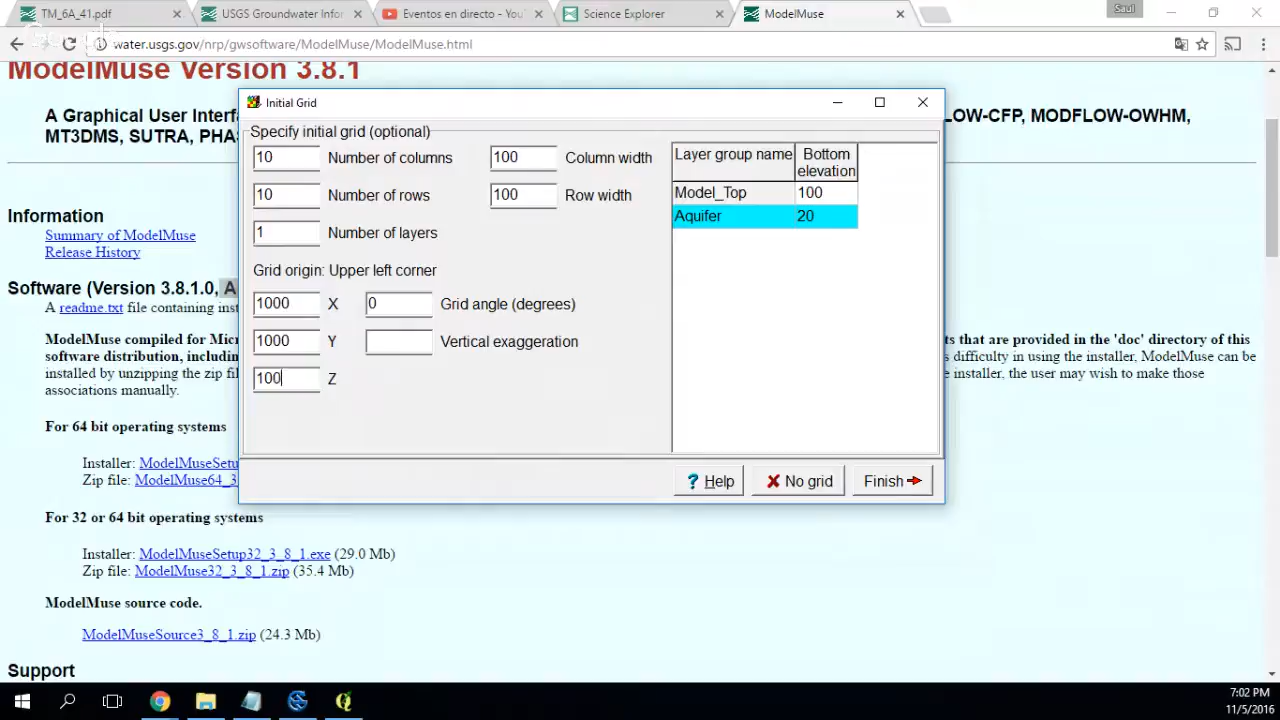 TM_6A_41.pdf
USGS Groundwater Infor
Eventos en directo - You
Science Explorer
ModelMuse
Saul
water.usgs.gov/nrp/gwsoftware/ModelMuse/ModelMuse.html
ModelMuse Version 3.8.1
A Graphical User Interfa
LOW-CFP, MODFLOW-OWHM,
MT3DMS, SUTRA, PHA
Information
Summary of ModelMuse
Release History
Software (Version 3.8.1.0, A
A readme.txt file containing inst
ModelMuse compiled for Micr
ts that are provided in the 'doc' directory of this
software distribution, includin
difficulty in using the installer, ModelMuse can be
installed by unzipping the zip fil
e installer, the user may wish to make those
associations manually.
For 64 bit operating systems
Installer: ModelMuseSetu
Zip file: ModelMuse64_3
For 32 or 64 bit operating systems
Installer: ModelMuseSetup32_3_8_1.exe (29.0 Mb)
Zip file: ModelMuse32_3_8_1.zip (35.4 Mb)
ModelMuse source code.
ModelMuseSource3_8_1.zip (24.3 Mb)
Support
Initial Grid
Specify initial grid (optional)
10 Number of columns 100 Column width
10 Number of rows 100 Row width
1 Number of layers
Grid origin: Upper left corner
1000 X 0 Grid angle (degrees)
1000 Y Vertical exaggeration
100 Z
Layer group name Bottom elevation
Model_Top 100
Aquifer 20
? Help
No grid
Finish
7:02 PM
11/5/2016